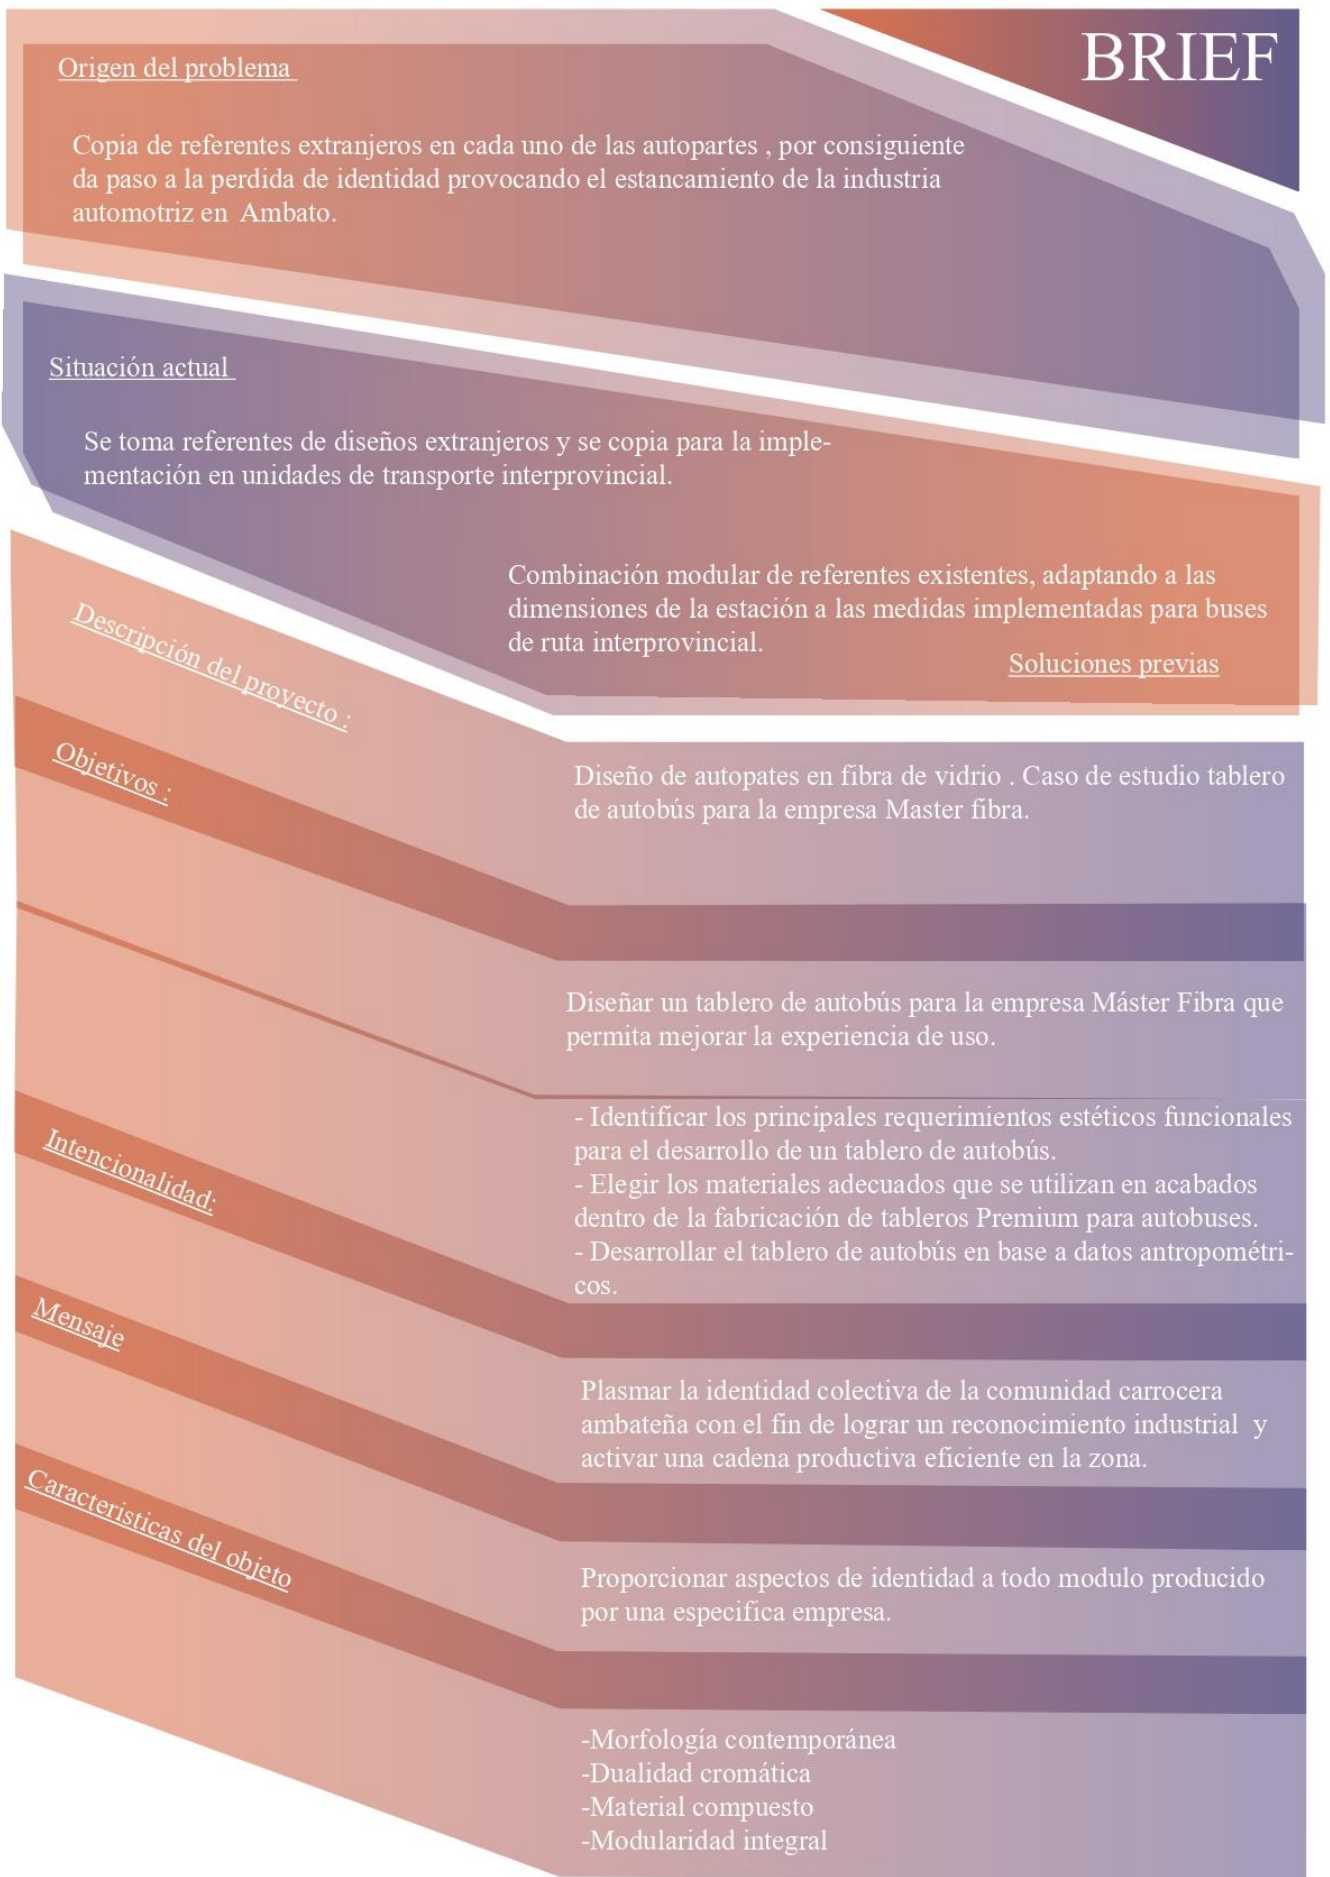 BRIEF
Origen del problema
Copia de referentes extranjeros en cada uno de las autopartes , por consiguiente
da paso a la perdida de identidad provocando el estancamiento de la industria
automotriz en Ambato.
Situación actual
Se toma referentes de diseños extranjeros y se copia para la imple-
mentación en unidades de transporte interprovincial.
Combinación modular de referentes existentes, adaptando a las
dimensiones de la estación a las medidas implementadas para buses
de ruta interprovincial.
Soluciones previas
Descripción del proyecto :
Diseño de autopates en fibra de vidrio . Caso de estudio tablero
de autobús para la empresa Master fibra.
Objetivos :
Diseñar un tablero de autobús para la empresa Máster Fibra que
permita mejorar la experiencia de uso.
- Identificar los principales requerimientos estéticos funcionales
para el desarrollo de un tablero de autobús.
- Elegir los materiales adecuados que se utilizan en acabados
dentro de la fabricación de tableros Premium para autobuses.
- Desarrollar el tablero de autobús en base a datos antropométri-
cos.
Intencionalidad:
Plasmar la identidad colectiva de la comunidad carrocera
ambateña con el fin de lograr un reconocimiento industrial y
activar una cadena productiva eficiente en la zona.
Mensaje
Proporcionar aspectos de identidad a todo modulo producido
por una especifica empresa.
Caracteristicas del objeto
-Morfología contemporánea
-Dualidad cromática
-Material compuesto
-Modularidad integral